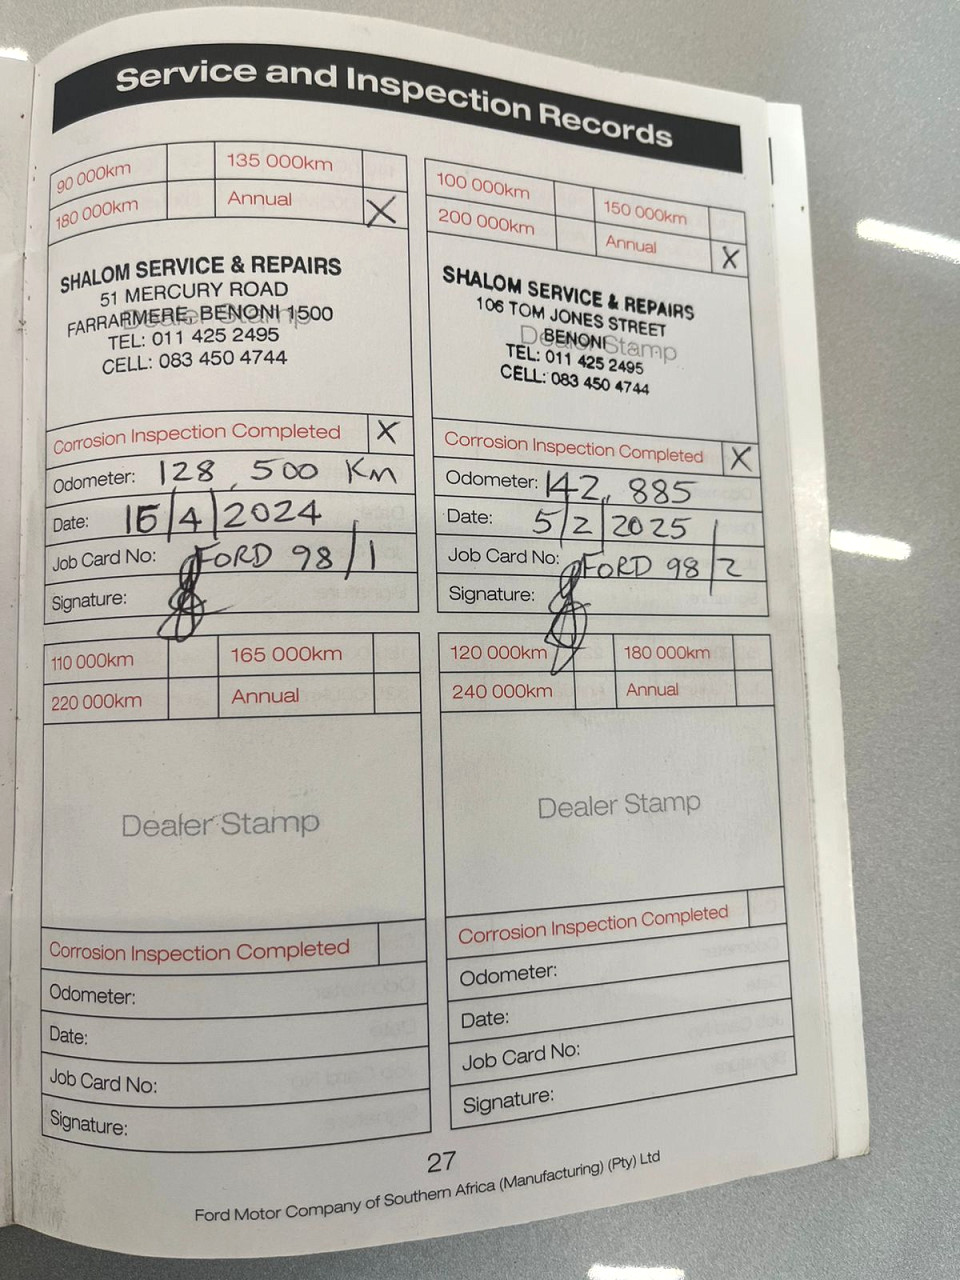 Service and Inspection Records
90 000km
135 000km
180 000km
Annual X
SHALOM SERVICE & REPAIRS
51 MERCURY ROAD
FARRARMERE, BENONI 1500
Dealer Stamp
TEL: 011 425 2495
CELL: 083 450 4744
Corrosion Inspection Completed X
Odometer: 128, 500 Km
Date: 15/4/2024
Job Card No: FORD 98/1
Signature:
100 000km
150 000km
200 000km
Annual X
SHALOM SERVICE & REPAIRS
106 TOM JONES STREET
BENONI
Dealer Stamp
TEL: 011 425 2495
CELL: 083 450 4744
Corrosion Inspection Completed X
Odometer: 142, 885
Date: 5/2/2025
Job Card No: FORD 98/2
Signature:
110 000km
165 000km
220 000km
Annual
Dealer Stamp
Corrosion Inspection Completed
Odometer:
Date:
Job Card No:
Signature:
120 000km
180 000km
240 000km
Annual
Dealer Stamp
Corrosion Inspection Completed
Odometer:
Date:
Job Card No:
Signature:
27
Ford Motor Company of Southern Africa (Manufacturing) (Pty) Ltd